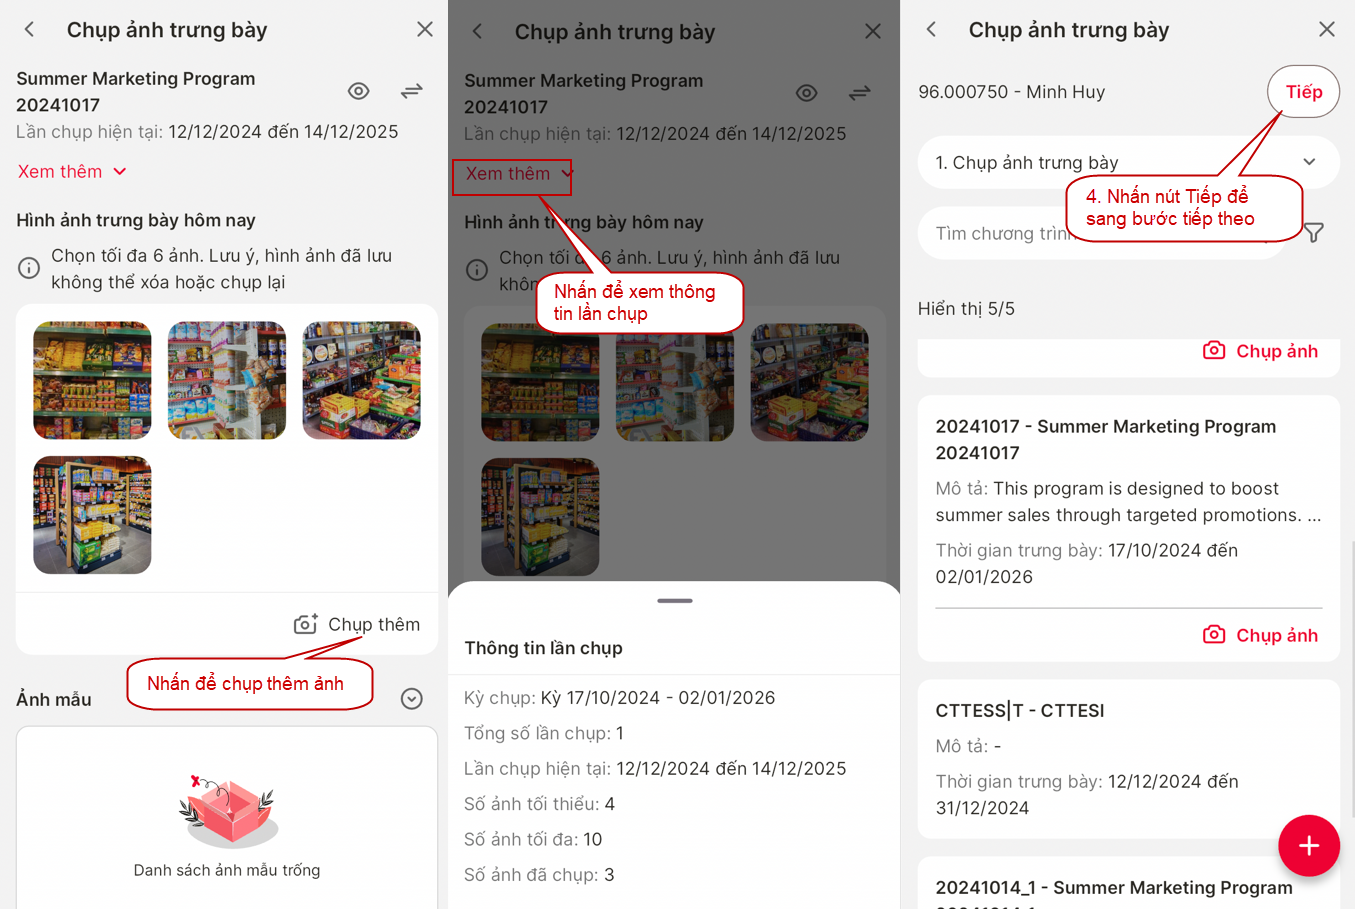 Chụp ảnh trưng bày
Summer Marketing Program
20241017
Lần chụp hiện tại: 12/12/2024 đến 14/12/2025
Xem thêm
Hình ảnh trưng bày hôm nay
Chọn tối đa 6 ảnh. Lưu ý, hình ảnh đã lưu
không thể xóa hoặc chụp lại
Chụp thêm
Nhấn để chụp thêm ảnh
Ảnh mẫu
Danh sách ảnh mẫu trống
Chụp ảnh trưng bày
Summer Marketing Program
20241017
Lần chụp hiện tại: 12/12/2024 đến 14/12/2025
Xem thêm
Hình ảnh trưng bày hôm nay
Chọn tối đa 6 ảnh. Lưu ý, hình ảnh đã lưu
khôn
Nhấn để xem thông
tin lần chụp
Thông tin lần chụp
Kỳ chụp: Kỳ 17/10/2024 - 02/01/2026
Tổng số lần chụp: 1
Lần chụp hiện tại: 12/12/2024 đến 14/12/2025
Số ảnh tối thiểu: 4
Số ảnh tối đa: 10
Số ảnh đã chụp: 3
Chụp ảnh trưng bày
96.000750 - Minh Huy
Tiếp
1. Chụp ảnh trưng bày
4. Nhấn nút Tiếp để
sang bước tiếp theo
Tìm chương trìn
Hiển thị 5/5
Chụp ảnh
20241017 - Summer Marketing Program
20241017
Mô tả: This program is designed to boost
summer sales through targeted promotions. ...
Thời gian trưng bày: 17/10/2024 đến
02/01/2026
Chụp ảnh
CTTESS|T - CTTESI
Mô tả: -
Thời gian trưng bày: 12/12/2024 đến
31/12/2024
20241014_1 - Summer Marketing Program